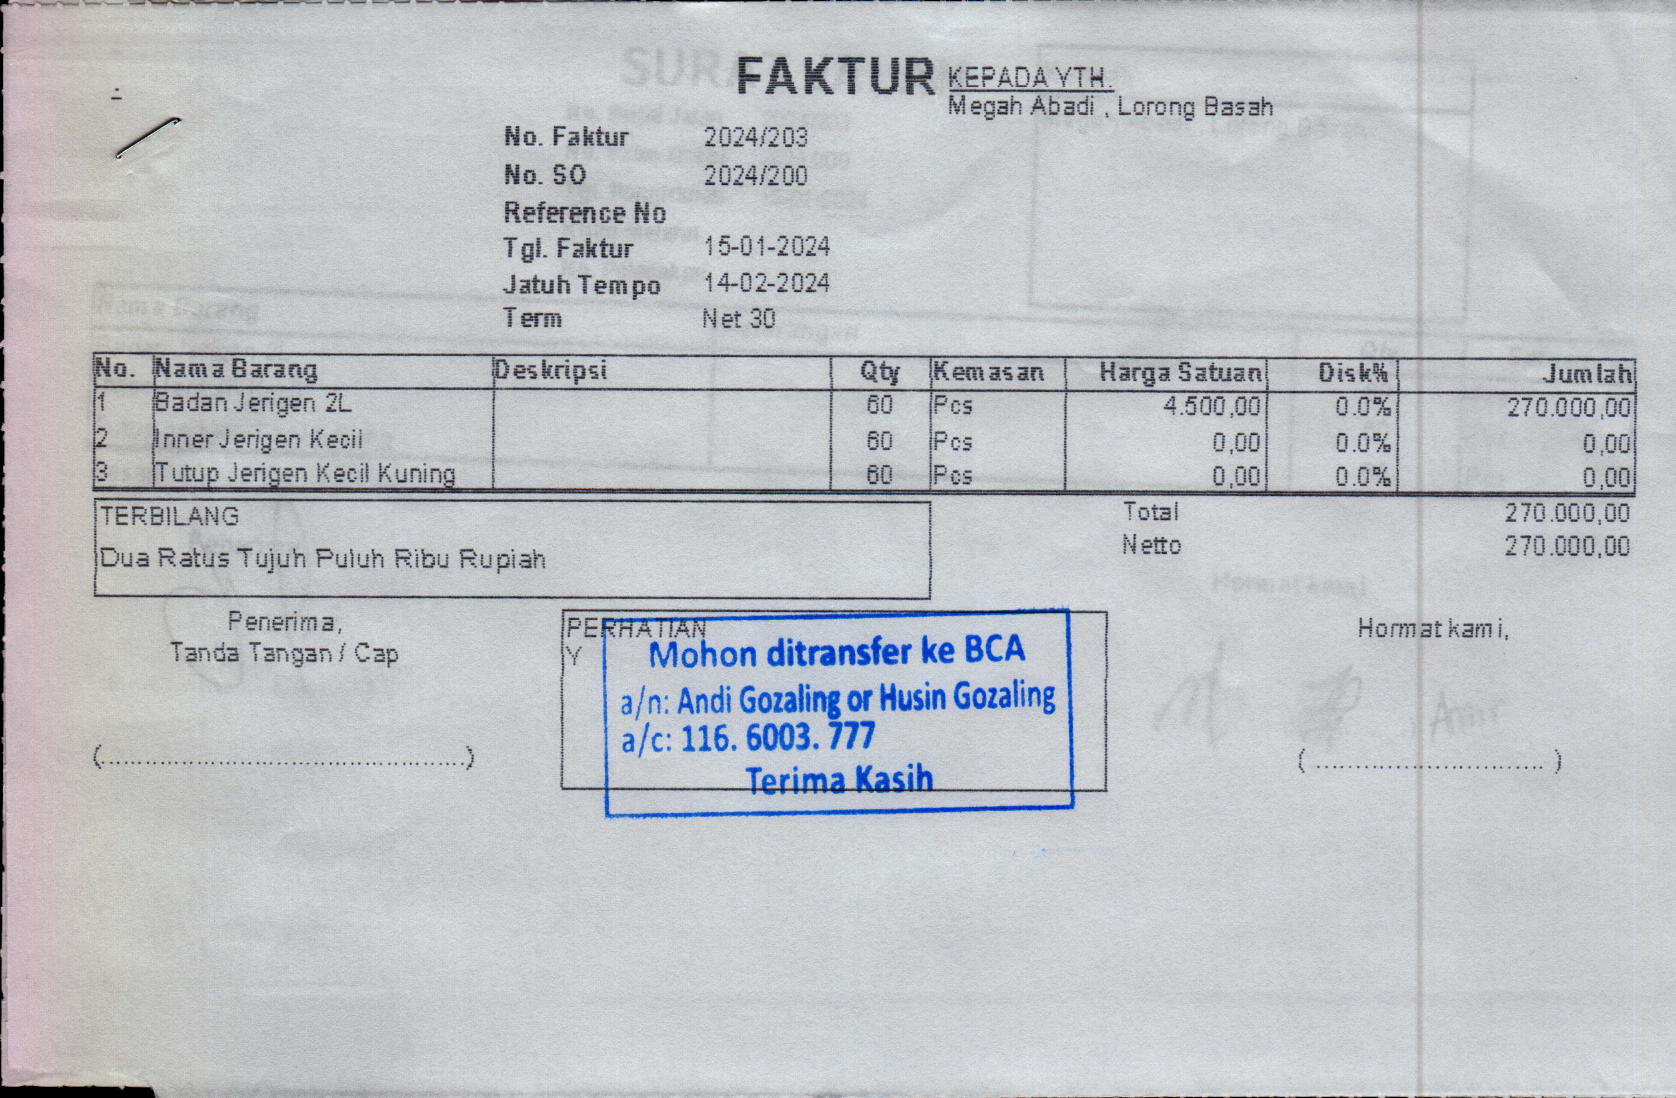 FAKTUR
KEPADA YTH.
Megah Abadi , Lorong Basah
No. Faktur 2024/203
No. SO 2024/200
Reference No
Tgl. Faktur 15-01-2024
Jatuh Tempo 14-02-2024
Term Net 30
No. Nama Barang Deskripsi Qty Kemasan Harga Satuan Disk% Jumlah
1 Badan Jerigen 2L 60 Pcs 4.500,00 0.0% 270.000,00
2 Inner Jerigen Kecil 60 Pcs 0,00 0.0% 0,00
3 Tutup Jerigen Kecil Kuning 60 Pcs 0,00 0.0% 0,00
TERBILANG
Dua Ratus Tujuh Puluh Ribu Rupiah
Total 270.000,00
Netto 270.000,00
Penerima,
Tanda Tangan / Cap
(............................................)
PERHATIAN
Y
Mohon ditransfer ke BCA
a/n: Andi Gozaling or Husin Gozaling
a/c: 116. 6003. 777
Terima Kasih
Hormat kami,
( ............................ )